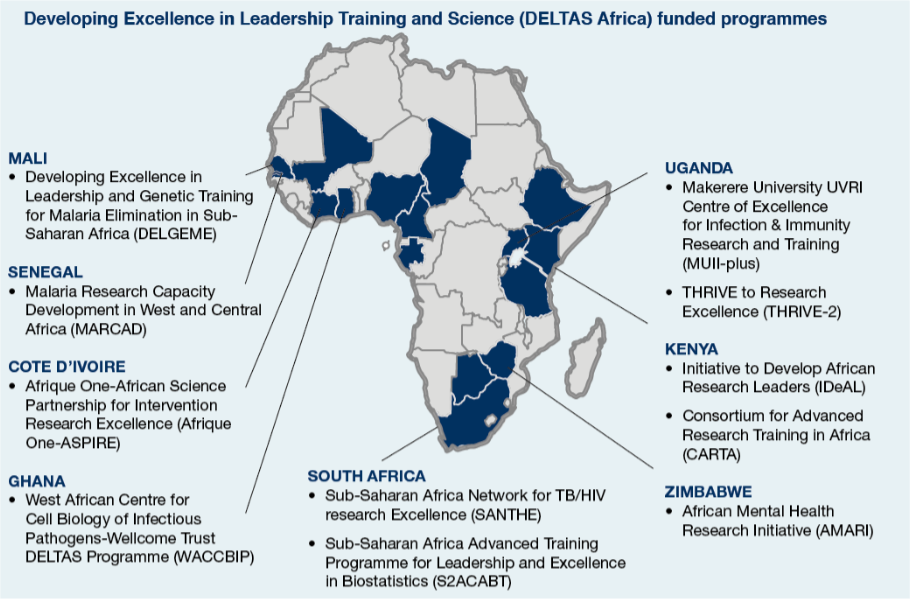 Developing Excellence in Leadership Training and Science (DELTAS Africa) funded programmes
MALI
• Developing Excellence in
Leadership and Genetic Training
for Malaria Elimination in Sub-
Saharan Africa (DELGEME)
SENEGAL
• Malaria Research Capacity
Development in West and Central
Africa (MARCAD)
COTE D’IVOIRE
• Afrique One-African Science
Partnership for Intervention
Research Excellence (Afrique
One-ASPIRE)
GHANA
• West African Centre for
Cell Biology of Infectious
Pathogens-Wellcome Trust
DELTAS Programme (WACCBIP)
SOUTH AFRICA
• Sub-Saharan Africa Network for TB/HIV
research Excellence (SANTHE)
• Sub-Saharan Africa Advanced Training
Programme for Leadership and Excellence
in Biostatistics (S2ACABT)
UGANDA
• Makerere University UVRI
Centre of Excellence
for Infection & Immunity
Research and Training
(MUII-plus)
• THRIVE to Research
Excellence (THRIVE-2)
KENYA
• Initiative to Develop African
Research Leaders (IDeAL)
• Consortium for Advanced
Research Training in Africa
(CARTA)
ZIMBABWE
• African Mental Health
Research Initiative (AMARI)